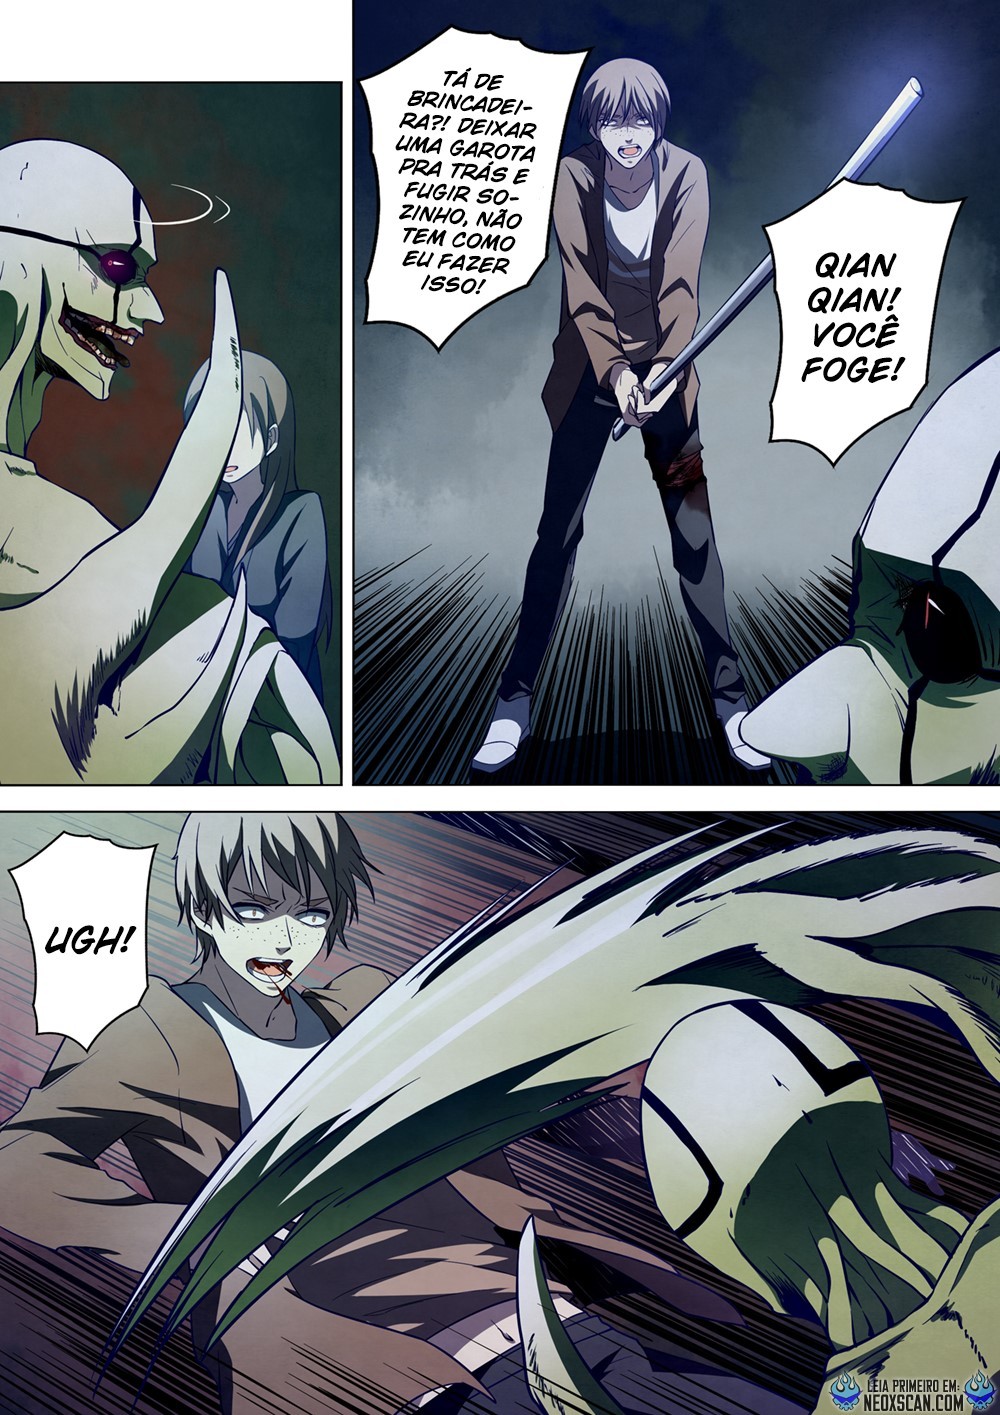 TÁ DE
BRINCADEI-
RA?! DEIXAR
UMA GAROTA
PRA TRÁS E
FUGIR SO-
ZINHO, NÃO
TEM COMO
EU FAZER
ISSO!
QIAN
QIAN!
VOCÊ
FOGE!
UGH!
LEIA PRIMEIRO EM:
NEOXSCAN.COM